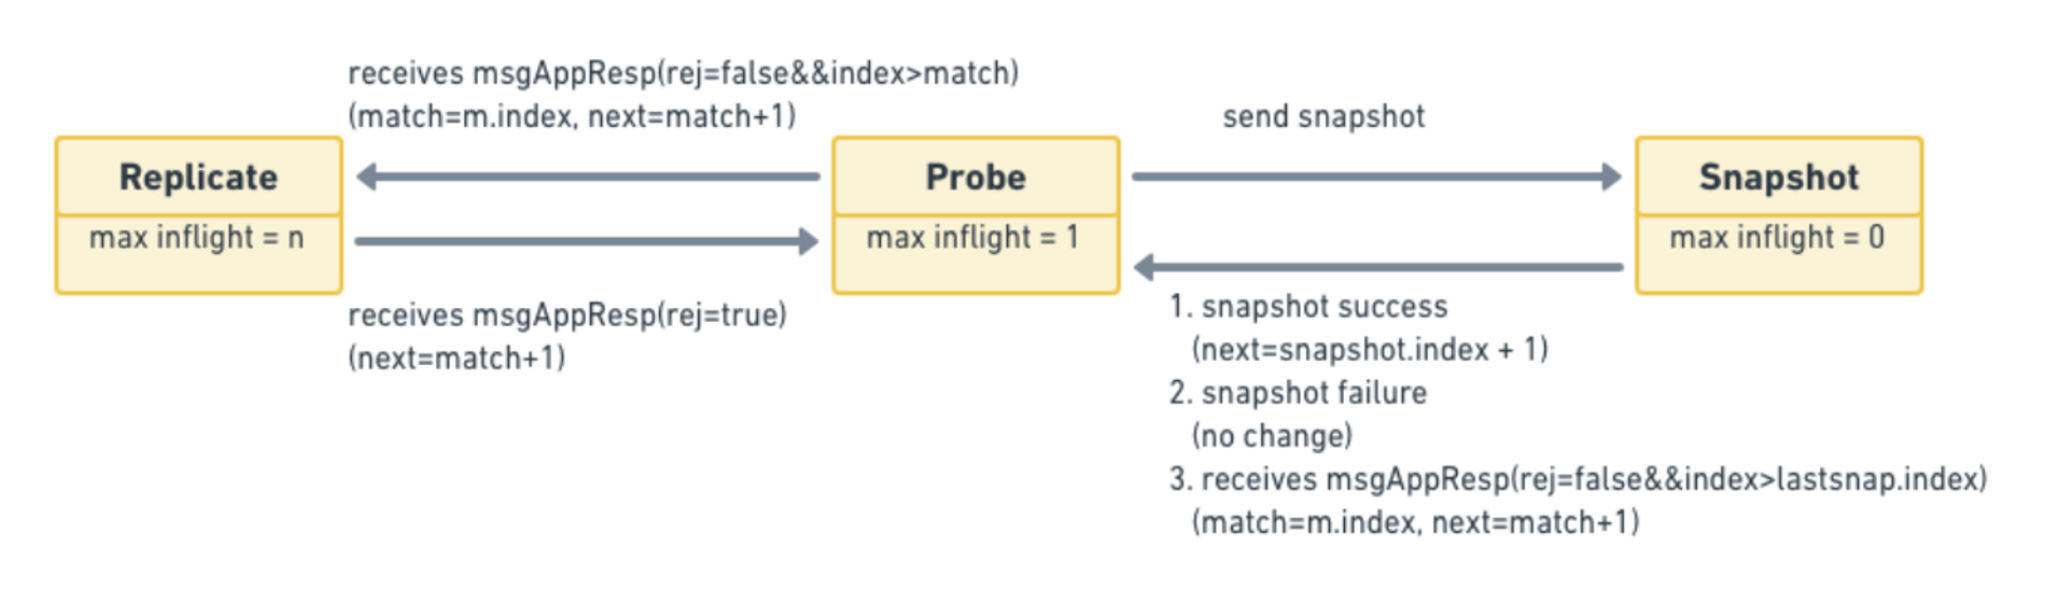 receives msgAppResp(rej=false&&index>match)
(match=m.index, next=match+1)
send snapshot
Replicate
max inflight = n
Probe
max inflight = 1
Snapshot
max inflight = 0
receives msgAppResp(rej=true)
(next=match+1)
1. snapshot success
(next=snapshot.index + 1)
2. snapshot failure
(no change)
3. receives msgAppResp(rej=false&&index>lastsnap.index)
(match=m.index, next=match+1)